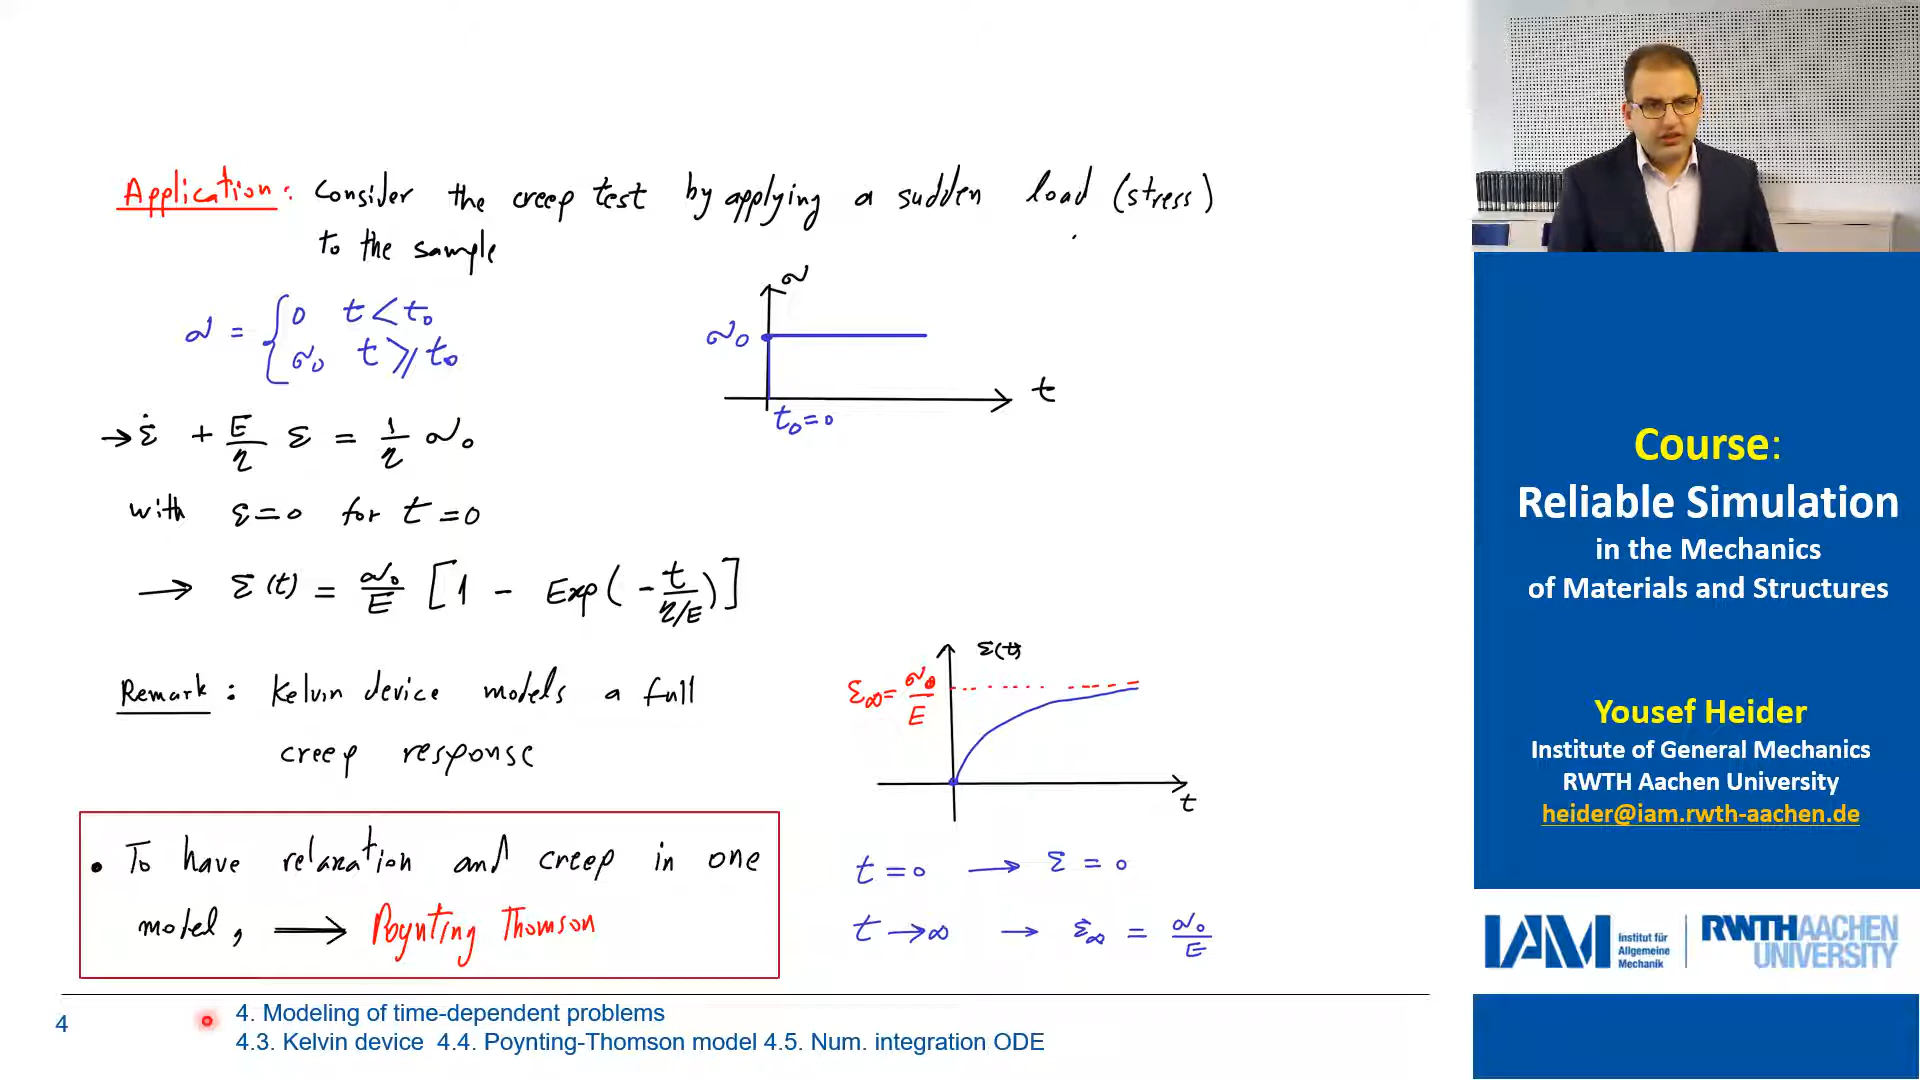 Application: Consider the creep test by applying a sudden load (stress)
to the sample
σ = { 0 t < t₀
σ₀ t ≥ t₀
σ
σ₀
t
t₀=0
→ ε̇ + E/η ε = 1/η σ₀
with ε=0 for t=0
→ ε(t) = σ₀/E [1 - Exp(-t/(η/E))]
Remark: Kelvin device models a full
creep response
ε(t)
ε∞ = σ₀/E
t
• To have relaxation and creep in one
model, ⟹ Poynting Thomson
t=0 → ε = 0
t→∞ → ε∞ = σ₀/E
4
4. Modeling of time-dependent problems
4.3. Kelvin device 4.4. Poynting-Thomson model 4.5. Num. integration ODE
Course:
Reliable Simulation
in the Mechanics
of Materials and Structures
Yousef Heider
Institute of General Mechanics
RWTH Aachen University
heider@iam.rwth-aachen.de
IAM Institut für
Allgemeine
Mechanik
RWTHAACHEN
UNIVERSITY